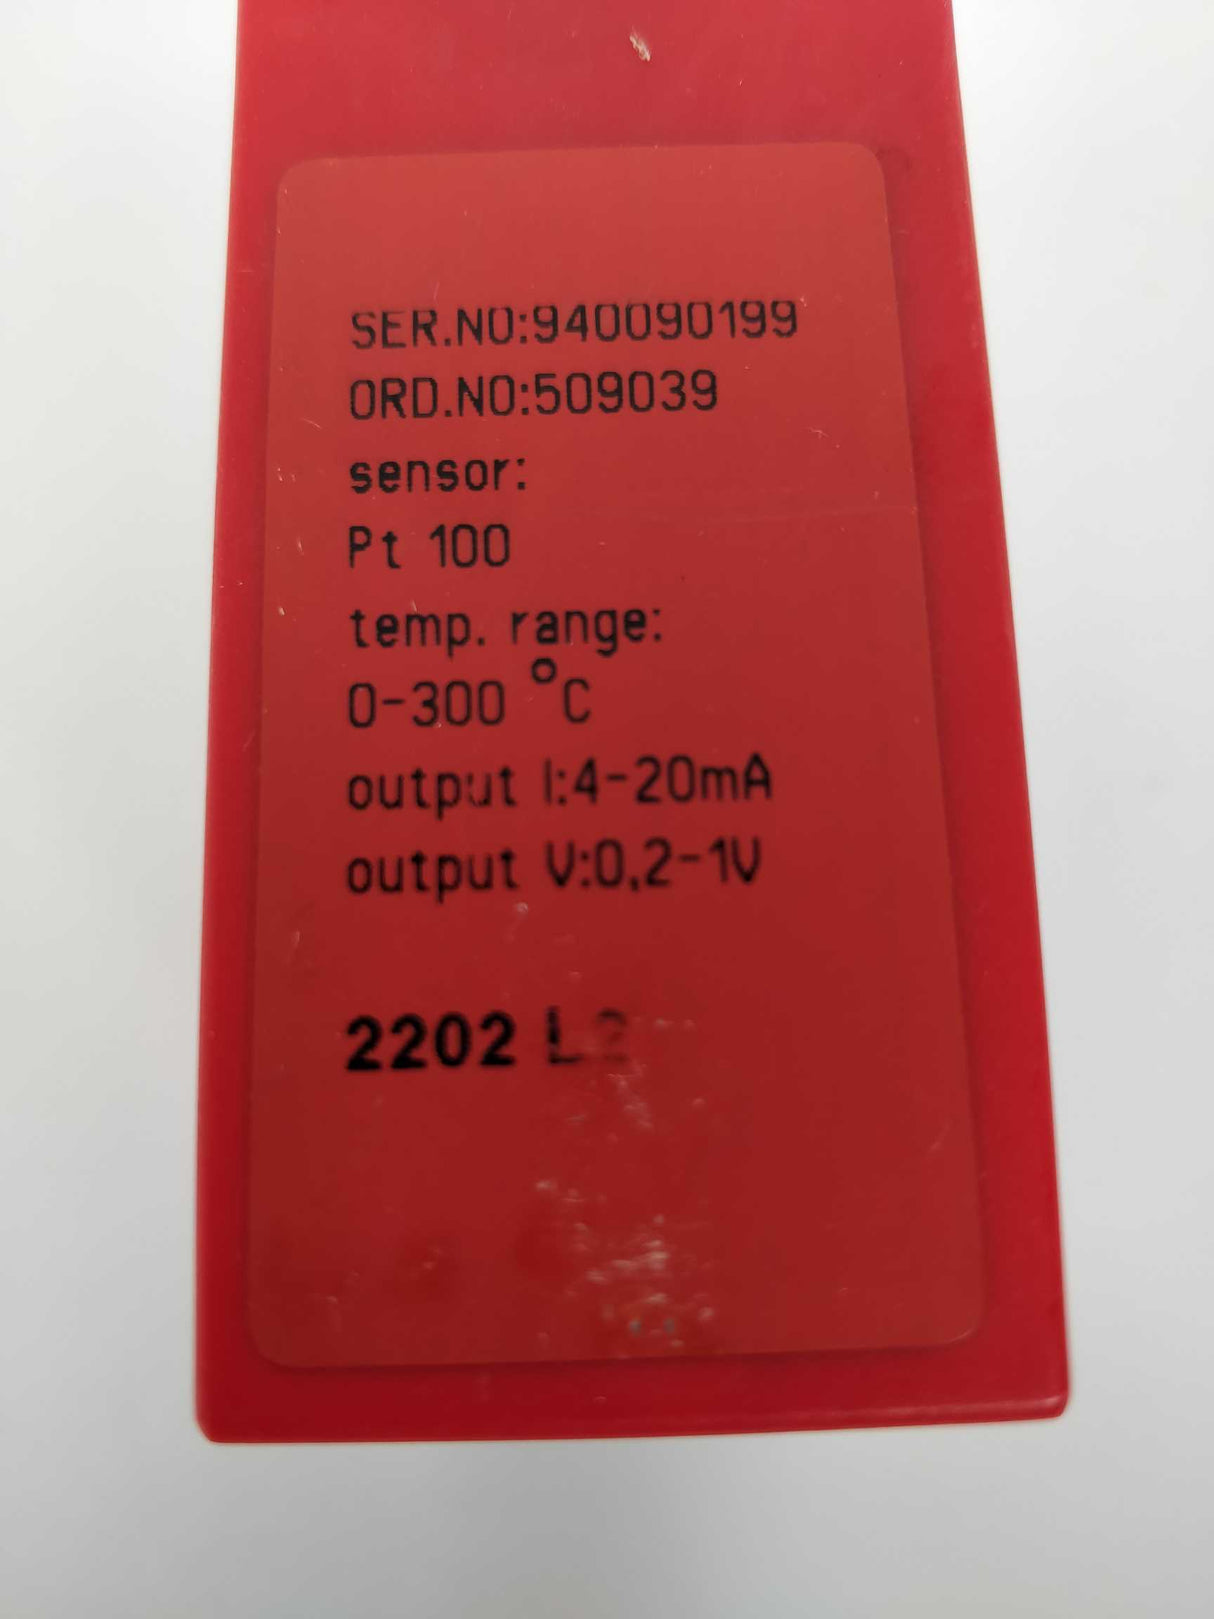 SER.NO:940090199
ORD.NO:509039
sensor:
Pt 100
temp. range:
0-300 °C
output I:4-20mA
output V:0,2-1V
2202 L2